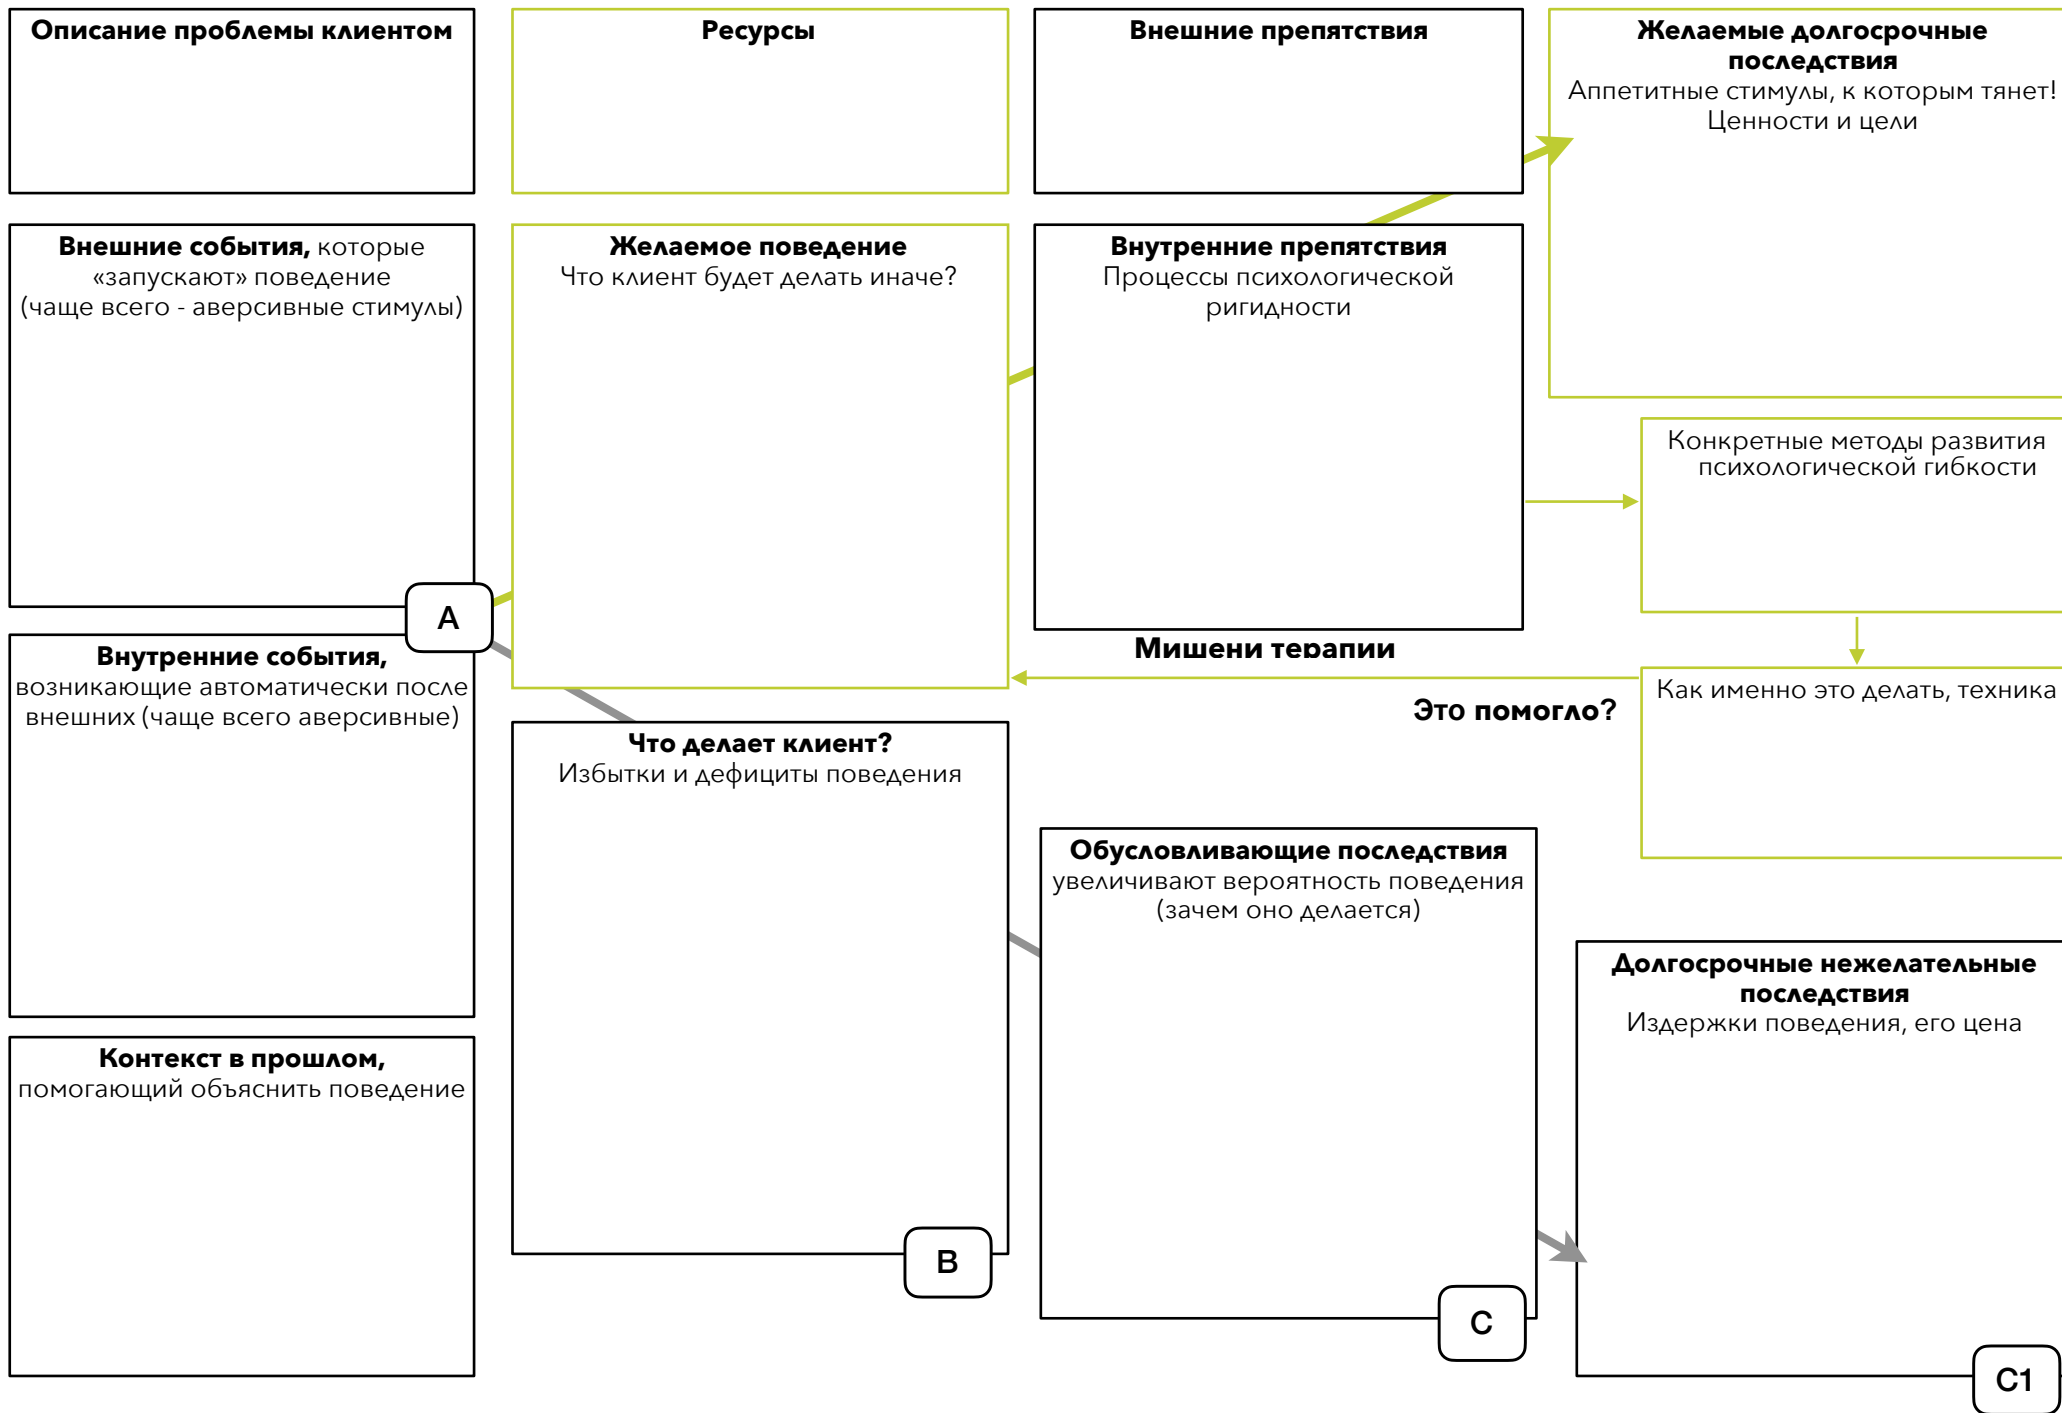 Описание проблемы клиентом
Ресурсы
Внешние препятствия
Желаемые долгосрочные
последствия
Аппетитные стимулы, к которым тянет!
Ценности и цели
Внешние события, которые
«запускают» поведение
(чаще всего - аверсивные стимулы)
A
Желаемое поведение
Что клиент будет делать иначе?
Внутренние препятствия
Процессы психологической
ригидности
Конкретные методы развития
психологической гибкости
Мишени терапии
Это помогло?
Как именно это делать, техника
Внутренние события,
возникающие автоматически после
внешних (чаще всего аверсивные)
Что делает клиент?
Избытки и дефициты поведения
B
Обусловливающие последствия
увеличивают вероятность поведения
(зачем оно делается)
C
Долгосрочные нежелательные
последствия
Издержки поведения, его цена
C1
Контекст в прошлом,
помогающий объяснить поведение